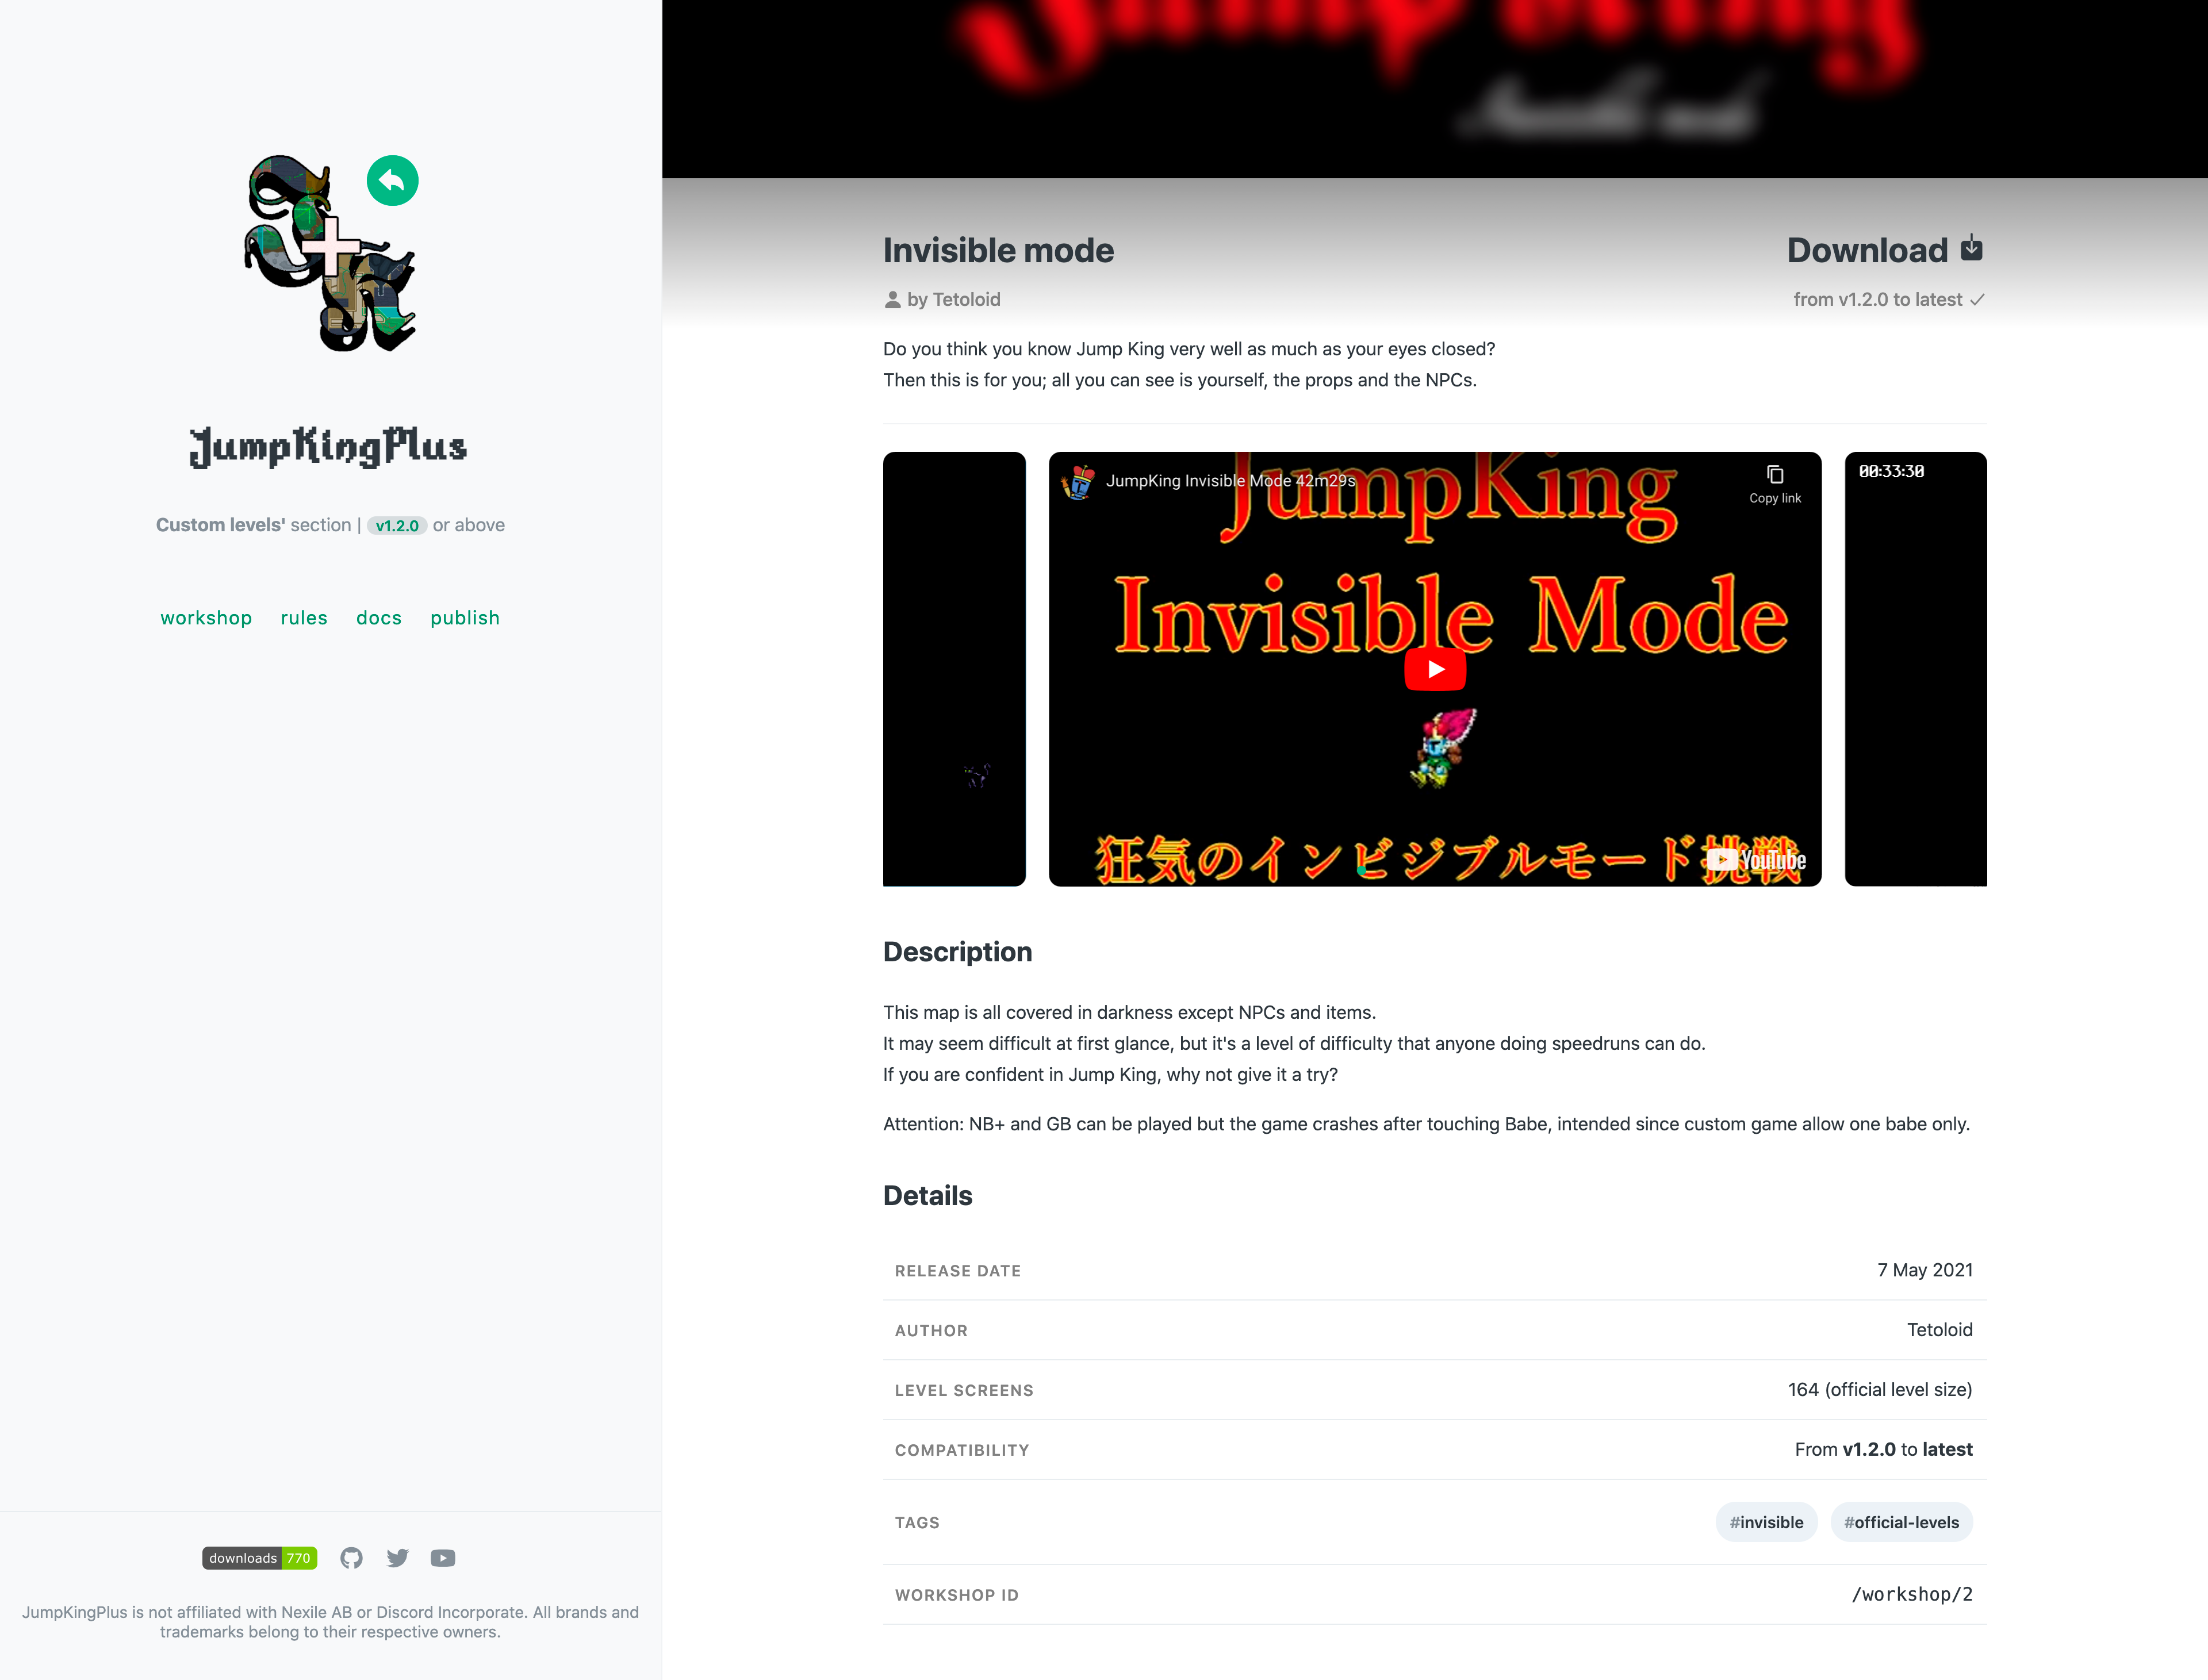 JumpKingPlus
Custom levels' section | v1.2.0 or above
workshop rules docs publish
downloads 770
JumpKingPlus is not affiliated with Nexile AB or Discord Incorporate. All brands and
trademarks belong to their respective owners.
Jump King
Invisible mode
Invisible mode
Download
by Tetoloid
from v1.2.0 to latest
Do you think you know Jump King very well as much as your eyes closed?
Then this is for you; all you can see is yourself, the props and the NPCs.
JumpKing Invisible Mode 42m29s
Copy link
JumpKing
Invisible Mode
狂気のインビジブルモード挑戦
YouTube
00:33:30
Description
This map is all covered in darkness except NPCs and items.
It may seem difficult at first glance, but it's a level of difficulty that anyone doing speedruns can do.
If you are confident in Jump King, why not give it a try?
Attention: NB+ and GB can be played but the game crashes after touching Babe, intended since custom game allow one babe only.
Details
RELEASE DATE 7 May 2021
AUTHOR Tetoloid
LEVEL SCREENS 164 (official level size)
COMPATIBILITY From v1.2.0 to latest
TAGS #invisible #official-levels
WORKSHOP ID /workshop/2